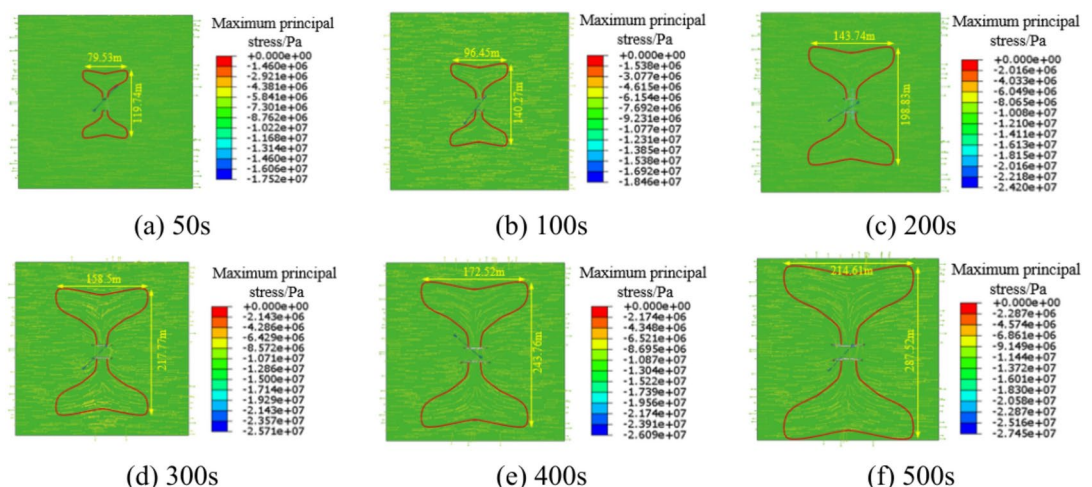 Maximum principal
stress/Pa
+0.000e+00
-1.460e+06
-2.921e+06
-4.381e+06
-5.841e+06
-7.301e+06
-8.762e+06
-1.022e+07
-1.168e+07
-1.314e+07
-1.460e+07
-1.606e+07
-1.752e+07
79.53m
119.74m
(a) 50s
Maximum principal
stress/Pa
+0.000e+00
-1.538e+06
-3.077e+06
-4.615e+06
-6.154e+06
-7.692e+06
-9.231e+06
-1.077e+07
-1.231e+07
-1.385e+07
-1.538e+07
-1.692e+07
-1.846e+07
96.45m
140.27m
(b) 100s
Maximum principal
stress/Pa
+0.000e+00
-2.016e+06
-4.033e+06
-6.049e+06
-8.065e+06
-1.008e+07
-1.210e+07
-1.411e+07
-1.613e+07
-1.815e+07
-2.016e+07
-2.218e+07
-2.420e+07
143.74m
198.83m
(c) 200s
Maximum principal
stress/Pa
+0.000e+00
-2.143e+06
-4.286e+06
-6.429e+06
-8.572e+06
-1.071e+07
-1.286e+07
-1.500e+07
-1.714e+07
-1.929e+07
-2.143e+07
-2.357e+07
-2.571e+07
158.5m
217.77m
(d) 300s
Maximum principal
stress/Pa
+0.000e+00
-2.174e+06
-4.348e+06
-6.521e+06
-8.695e+06
-1.087e+07
-1.304e+07
-1.522e+07
-1.739e+07
-1.956e+07
-2.174e+07
-2.391e+07
-2.609e+07
172.52m
243.76m
(e) 400s
Maximum principal
stress/Pa
+0.000e+00
-2.287e+06
-4.574e+06
-6.861e+06
-9.149e+06
-1.144e+07
-1.372e+07
-1.601e+07
-1.830e+07
-2.058e+07
-2.287e+07
-2.516e+07
-2.745e+07
214.61m
287.52m
(f) 500s